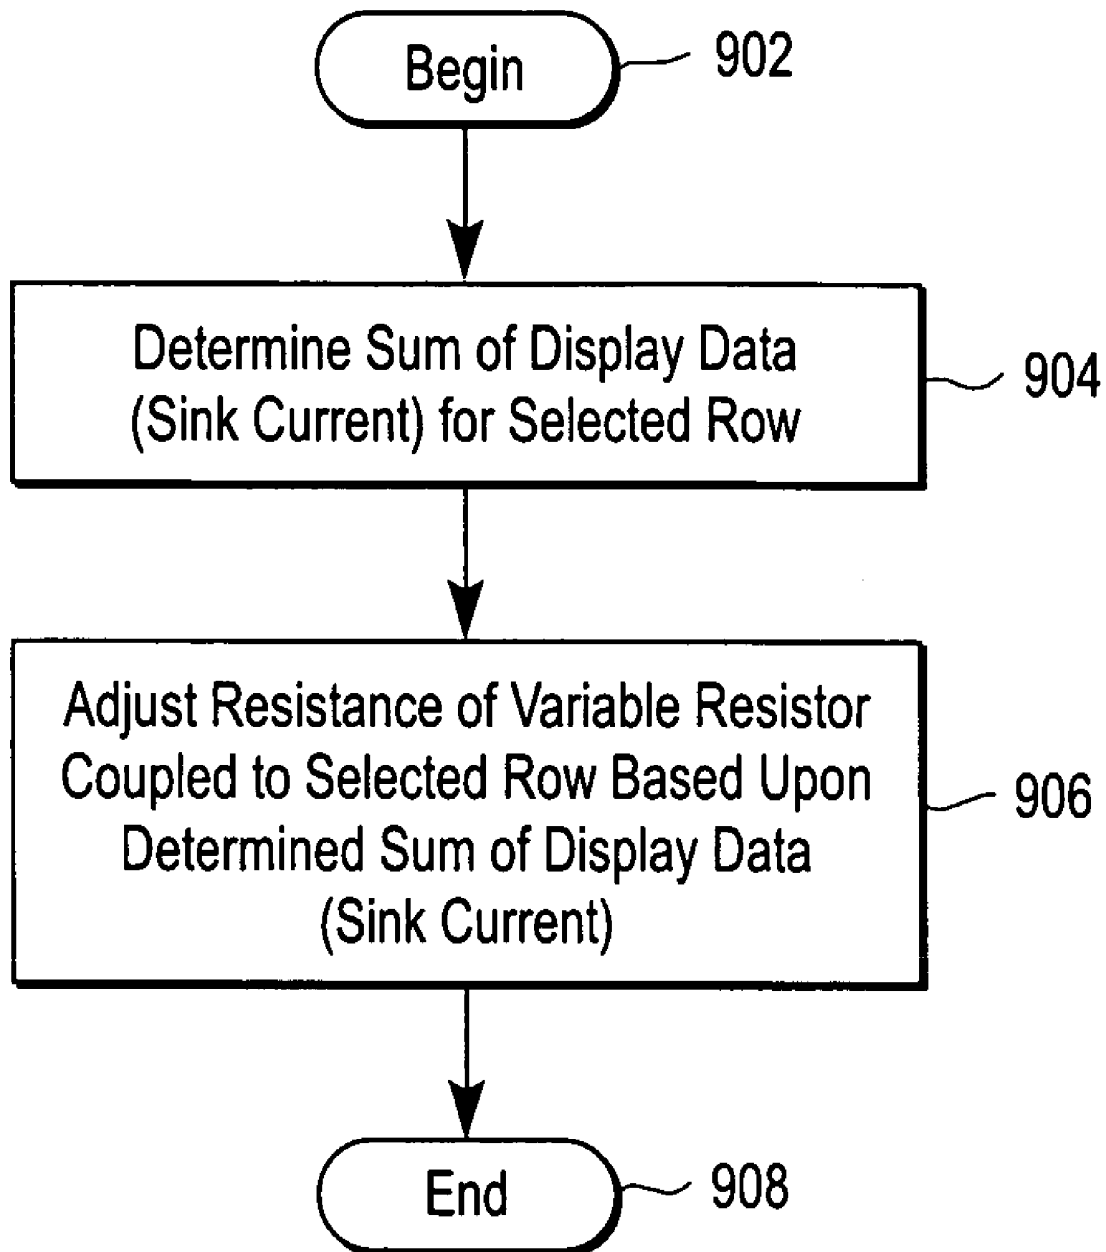 Begin
902
Determine Sum of Display Data
(Sink Current) for Selected Row
904
Adjust Resistance of Variable Resistor
Coupled to Selected Row Based Upon
Determined Sum of Display Data
(Sink Current)
906
End
908